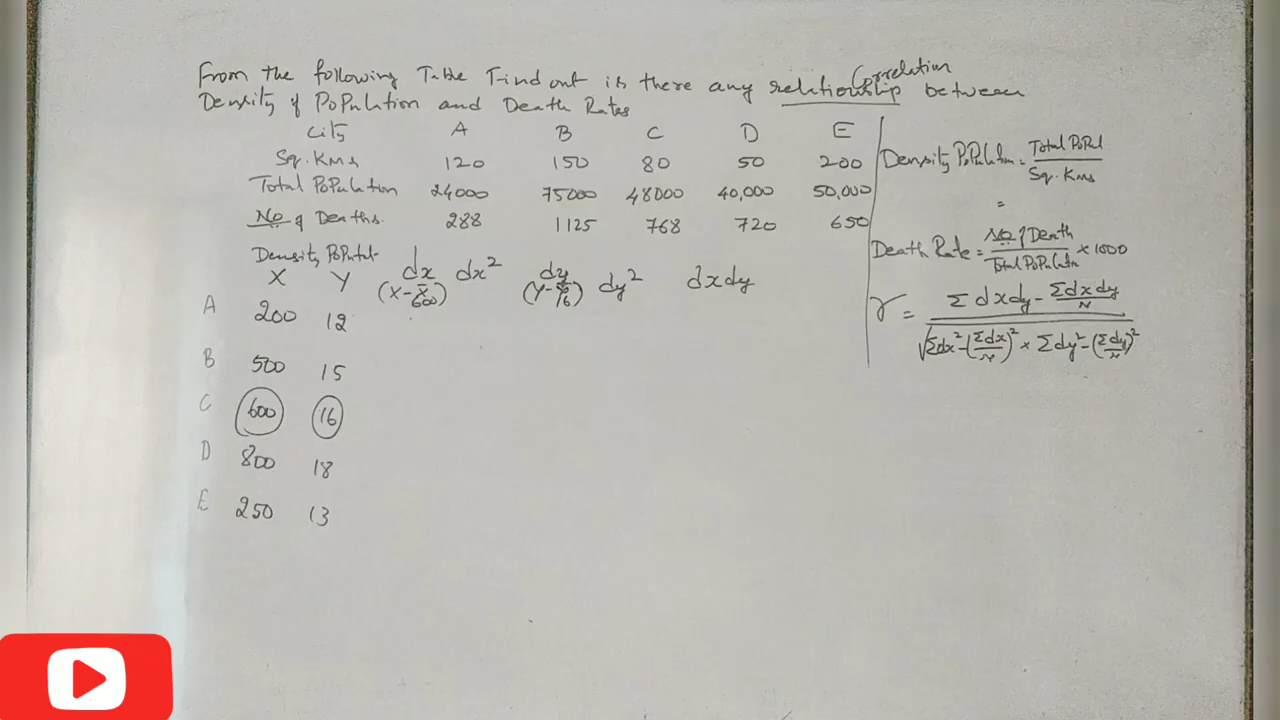 From the following Table Find out is there any relationship between
Correlation
Density of Population and Death Rates
City A B C D E
Sq. Kms 120 150 80 50 200
Total Population 24000 75000 48000 40,000 50,000
No of Deaths. 288 1125 768 720 650
Density
X Y dx dx² dy dy² dxdy
(X-600) (Y-16)
A 200 12
B 500 15
C 600 16
D 800 18
E 250 13
Density Population = Total Popul / Sq. Kms
=
Death Rate = No of Death / Total Populatn × 1000
r = Σdxdy - Σdxdy/N / √Σdx² - (Σdx/N)² × Σdy² - (Σdy/N)²